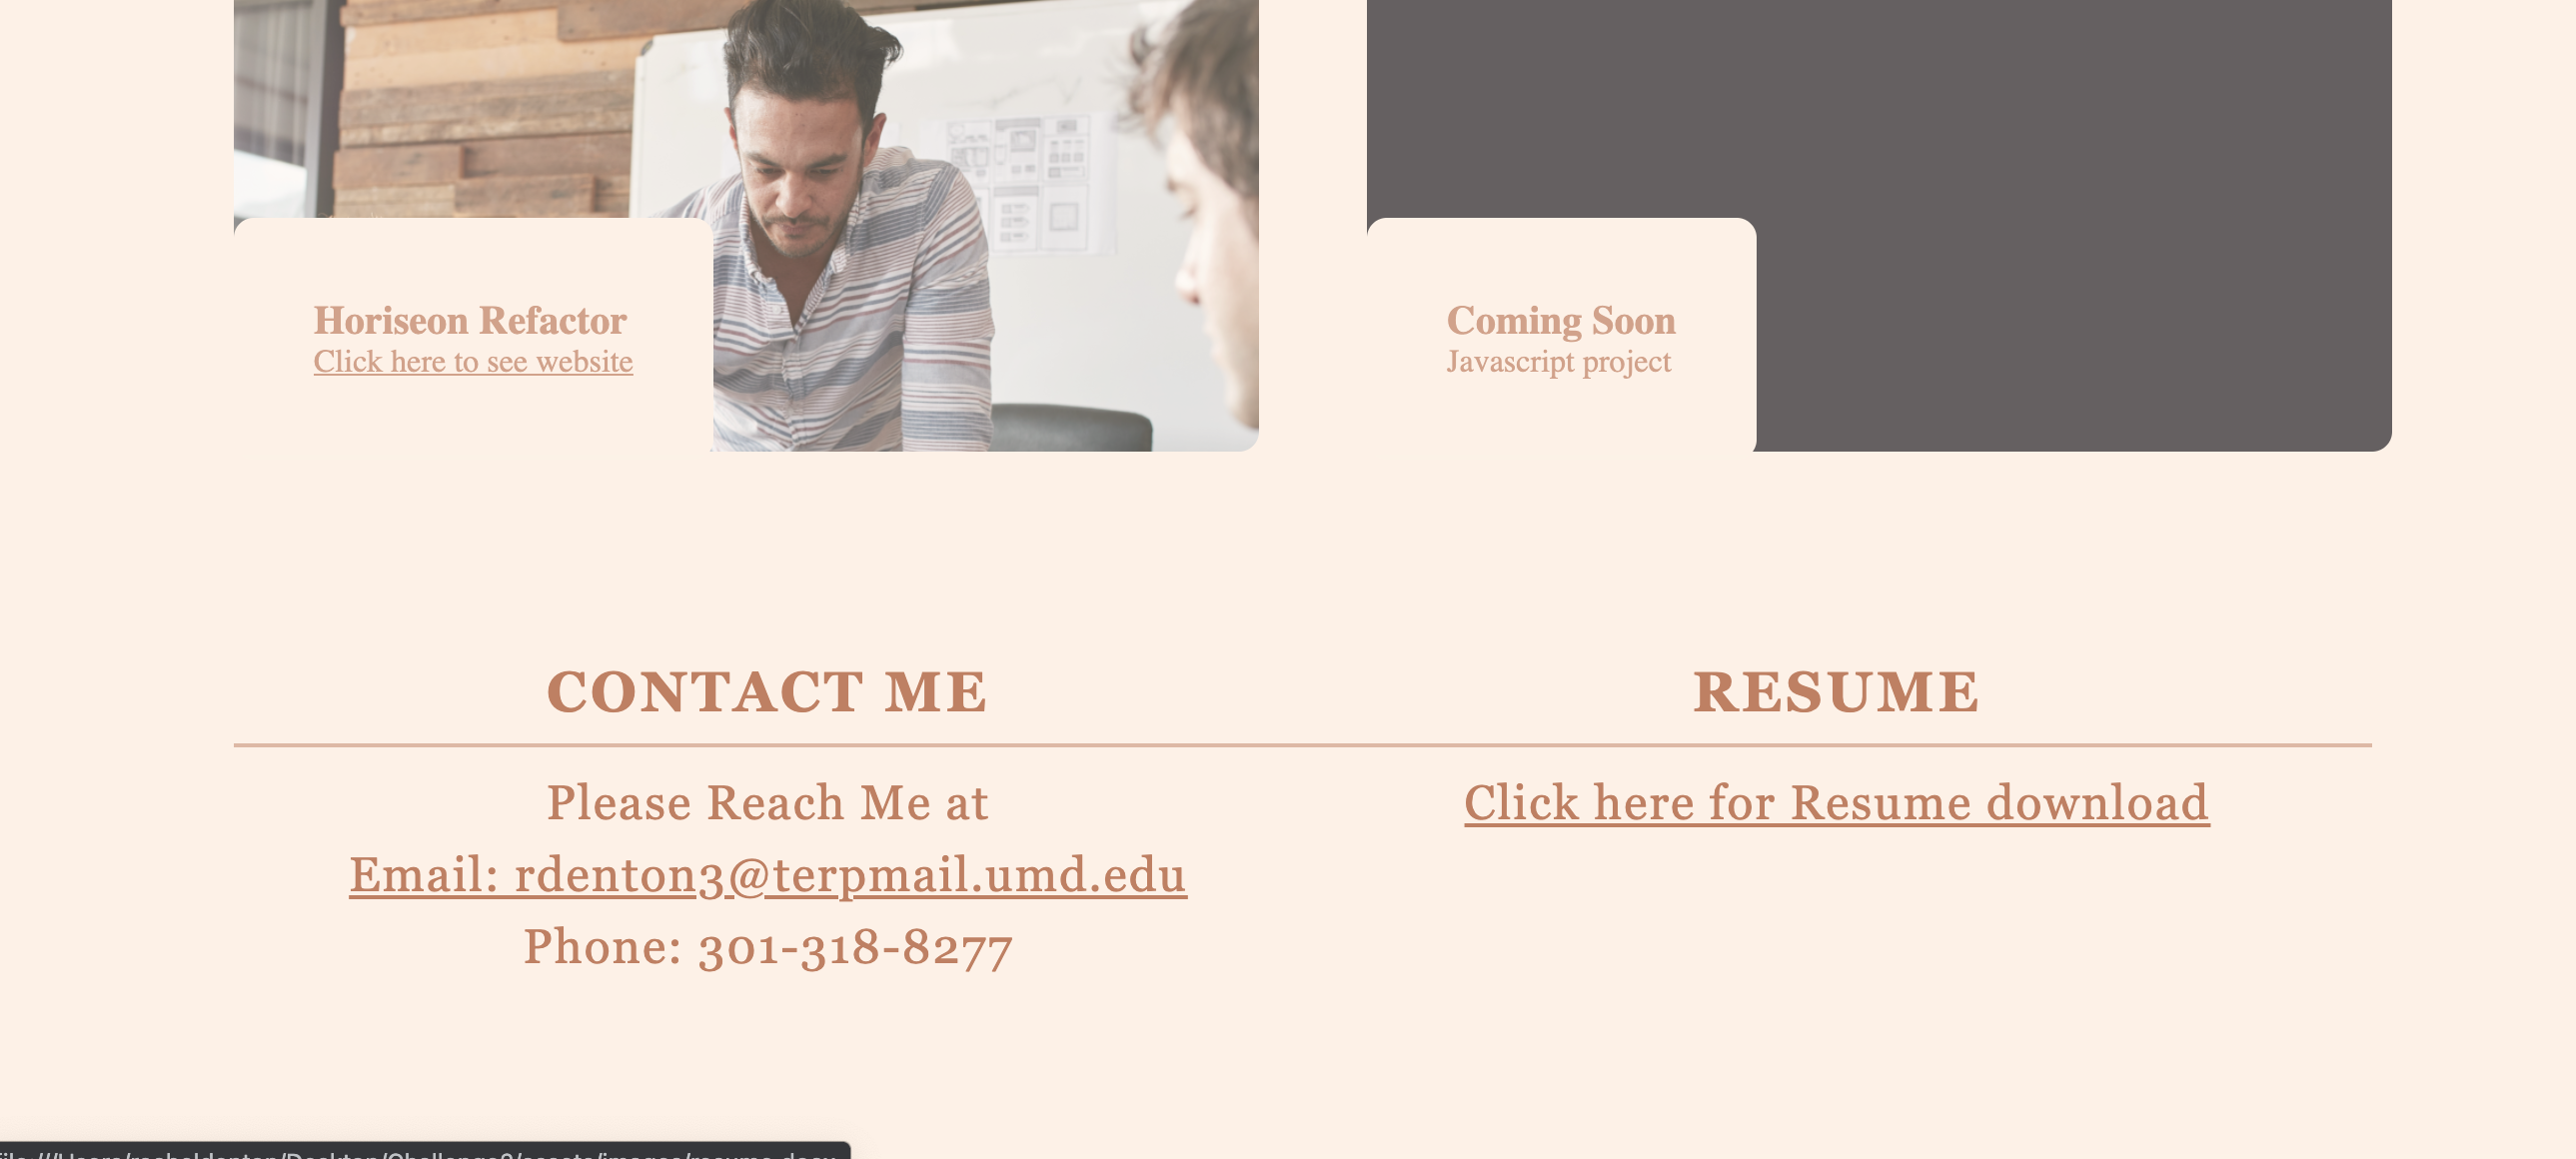 Horiseon Refactor
Click here to see website
Coming Soon
Javascript project
CONTACT ME
Please Reach Me at
Email: rdenton3@terpmail.umd.edu
Phone: 301-318-8277
RESUME
Click here for Resume download